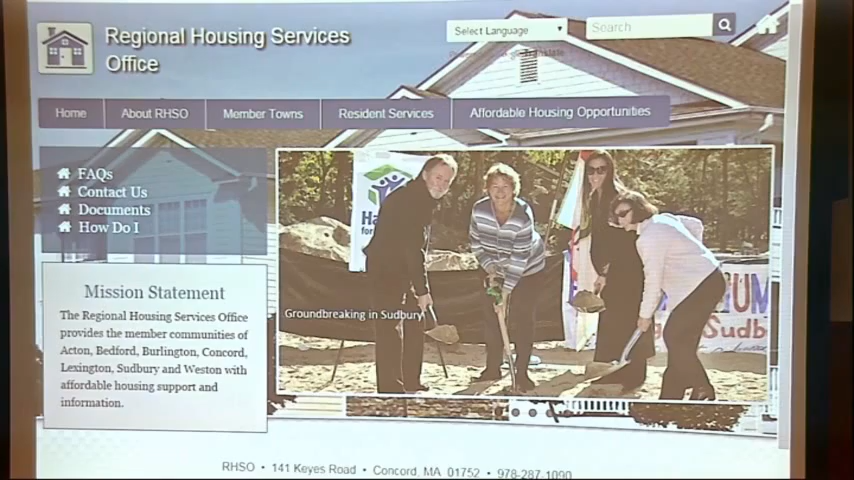 Regional Housing Services
Office
Select Language
Search
Home
About RHSO
Member Towns
Resident Services
Affordable Housing Opportunities
FAQs
Contact Us
Documents
How Do I
Groundbreaking in Sudbury
Mission Statement
The Regional Housing Services Office
provides the member communities of
Acton, Bedford, Burlington, Concord,
Lexington, Sudbury and Weston with
affordable housing support and
information.
RHSO • 141 Keyes Road • Concord, MA 01752 • 978-287-1090